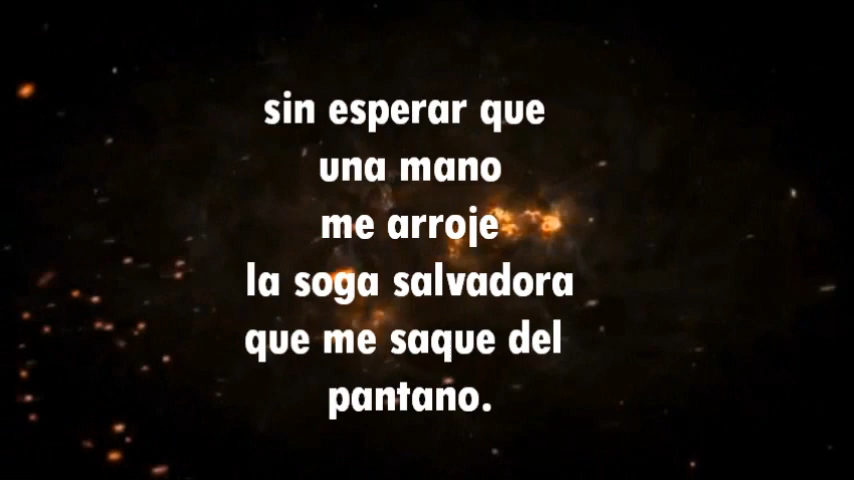 sin esperar que
una mano
me arroje
la soga salvadora
que me saque del
pantano.